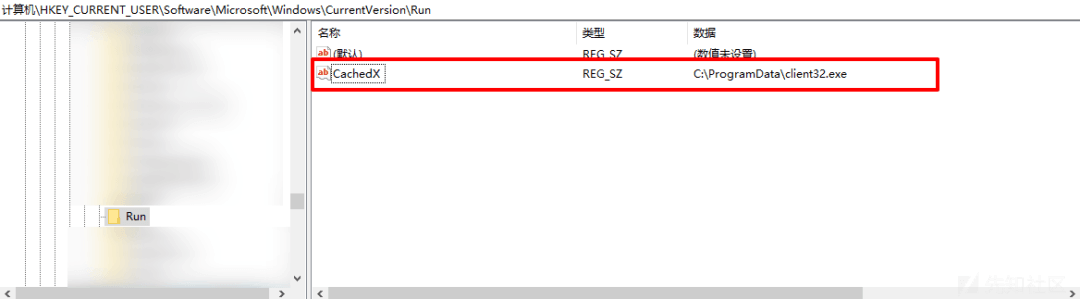 计算机\HKEY_CURRENT_USER\Software\Microsoft\Windows\CurrentVersion\Run
名称 类型 数据
ab (默认) REG_SZ (数值未设置)
ab CachedX REG_SZ C:\ProgramData\client32.exe
Run
先知社区